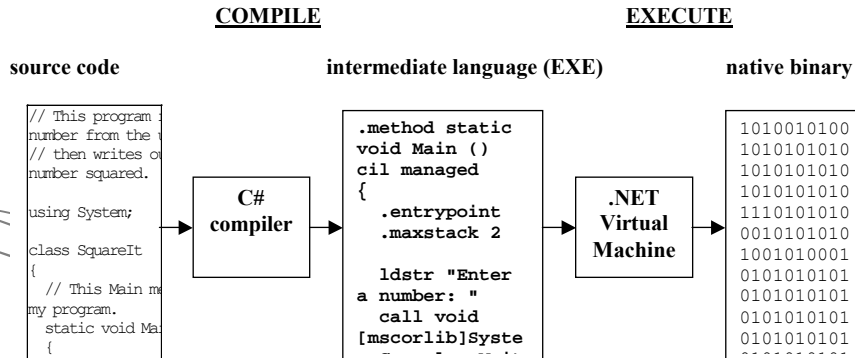 COMPILE EXECUTE
source code intermediate language (EXE) native binary
// This program
number from the
// then writes
number squared.
using System;
class SquareIt
{
// This Main
my program.
static void
{
C#
compiler
.method static
void Main ()
cil managed
{
.entrypoint
.maxstack 2
ldstr "Enter
a number: "
call void
[mscorlib]Syste
.NET
Virtual
Machine
1010010100
1010101010
1010101010
1010101010
1110101010
0010101010
1001010001
0101010101
0101010101
0101010101
0101010101